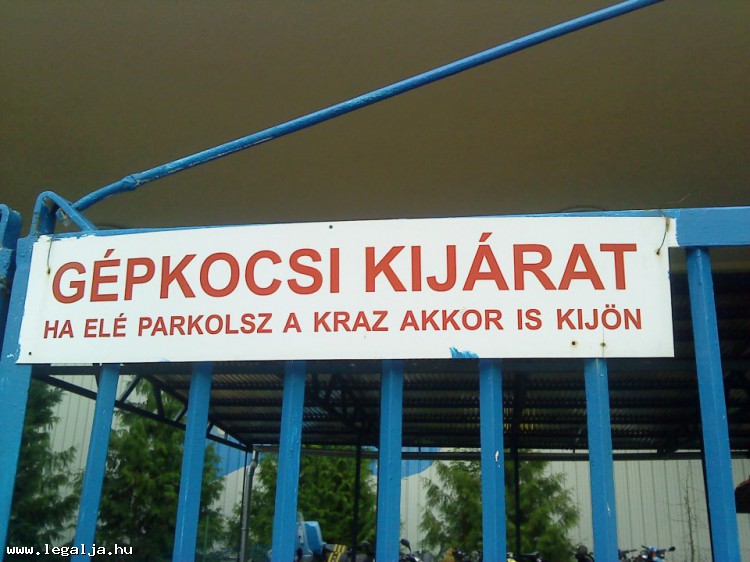 GÉPKOCSI KIJÁRAT
HA ELÉ PARKOLSZ A KRAZ AKKOR IS KIJÖN
www.legalja.hu